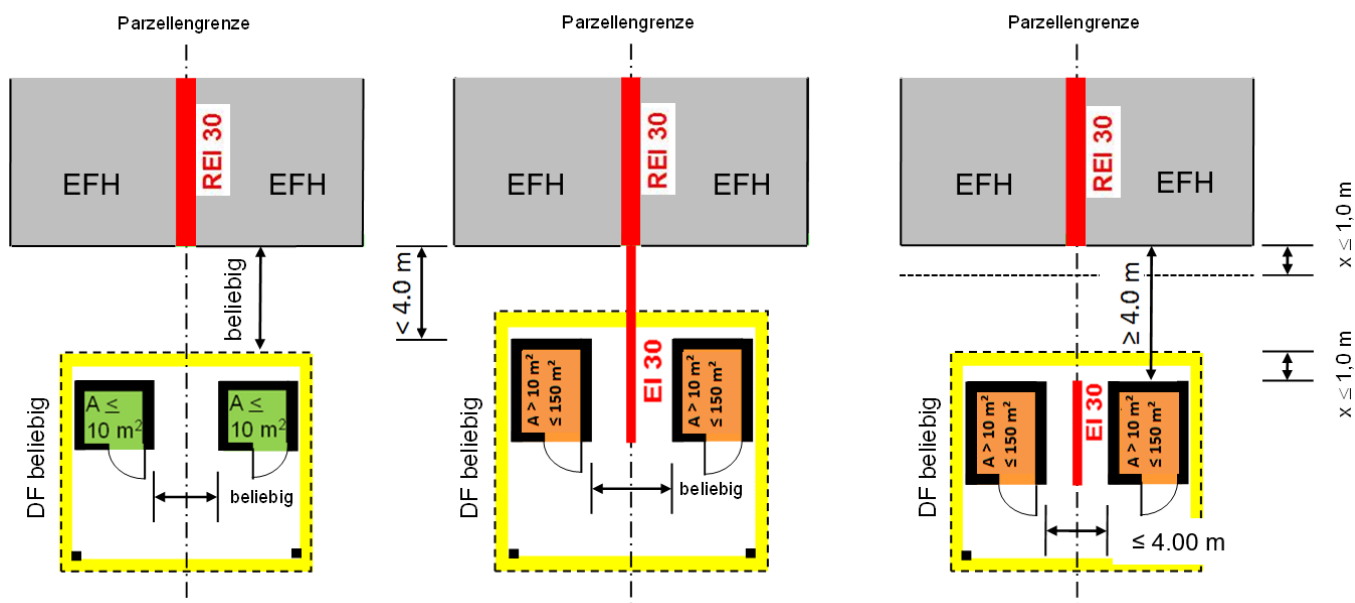 Parzellengrenze
REI 30
EFH
EFH
beliebig
DF beliebig
A ≤
10 m²
A ≤
10 m²
beliebig
Parzellengrenze
REI 30
EFH
EFH
< 4.0 m
DF beliebig
A > 10 m²
≤ 150 m²
EI 30
A > 10 m²
≤ 150 m²
beliebig
Parzellengrenze
REI 30
EFH
EFH
x ≤ 1,0 m
≥ 4.0 m
x ≤ 1,0 m
DF beliebig
A > 10 m²
≤ 150 m²
EI 30
A > 10 m²
≤ 150 m²
≤ 4.00 m